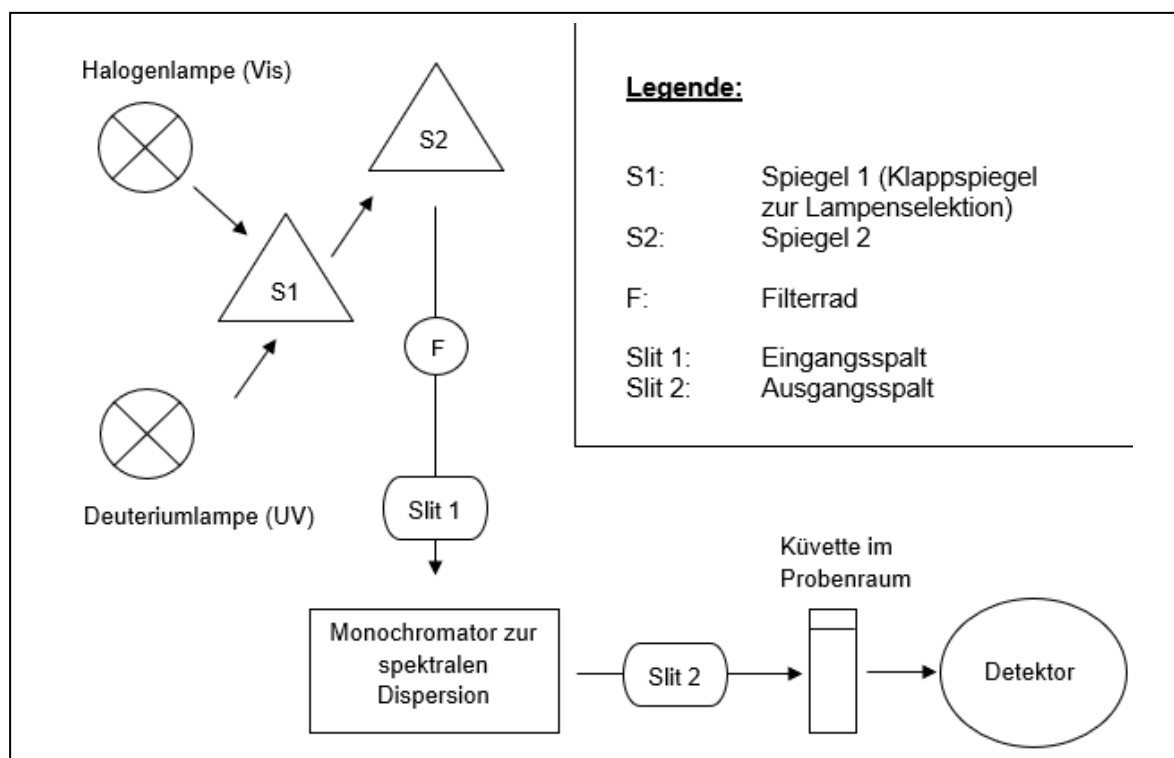 Halogenlampe (Vis)
S2
S1
F
Deuteriumlampe (UV)
Slit 1
Legende:
S1: Spiegel 1 (Klappspiegel
zur Lampenselektion)
S2: Spiegel 2
F: Filterrad
Slit 1: Eingangsspalt
Slit 2: Ausgangsspalt
Monochromator zur
spektralen
Dispersion
Slit 2
Küvette im
Probenraum
Detektor